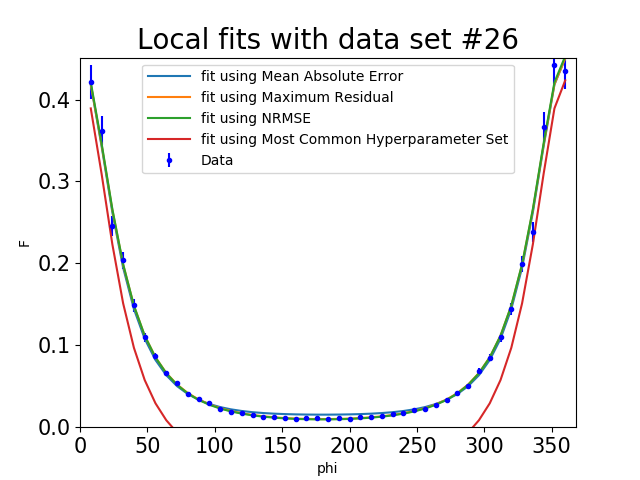 Local fits with data set #26
fit using Mean Absolute Error
fit using Maximum Residual
fit using NRMSE
fit using Most Common Hyperparameter Set
Data
0.4
0.3
0.2
0.1
0.0
F
0 50 100 150 200 250 300 350
phi